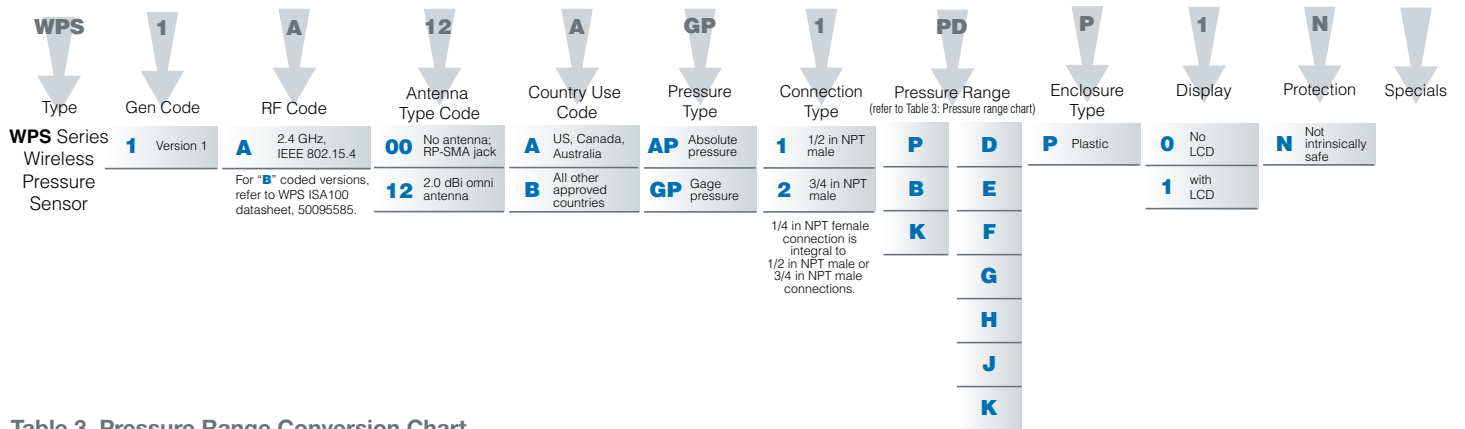 WPS 1 A 12 A GP 1 PD P 1 N
Type
WPS Series
Wireless
Pressure
Sensor
Gen Code
1 Version 1
RF Code
A 2.4 GHz,
IEEE 802.15.4
For “B” coded versions,
refer to WPS ISA100
datasheet, 50095585.
Antenna
Type Code
00 No antenna;
RP-SMA jack
12 2.0 dBi omni
antenna
Country Use
Code
A US, Canada,
Australia
B All other
approved
countries
Pressure
Type
AP Absolute
pressure
GP Gage
pressure
Connection
Type
1 1/2 in NPT
male
2 3/4 in NPT
male
1/4 in NPT female
connection is
integral to
1/2 in NPT male or
3/4 in NPT male
connections.
Pressure Range
(refer to Table 3: Pressure range chart)
P D
B E
K F
G
H
J
K
Enclosure
Type
P Plastic
Display
0 No
LCD
1 with
LCD
Protection
N Not
intrinsically
safe
Specials
Table 3. Pressure Range Conversion Chart